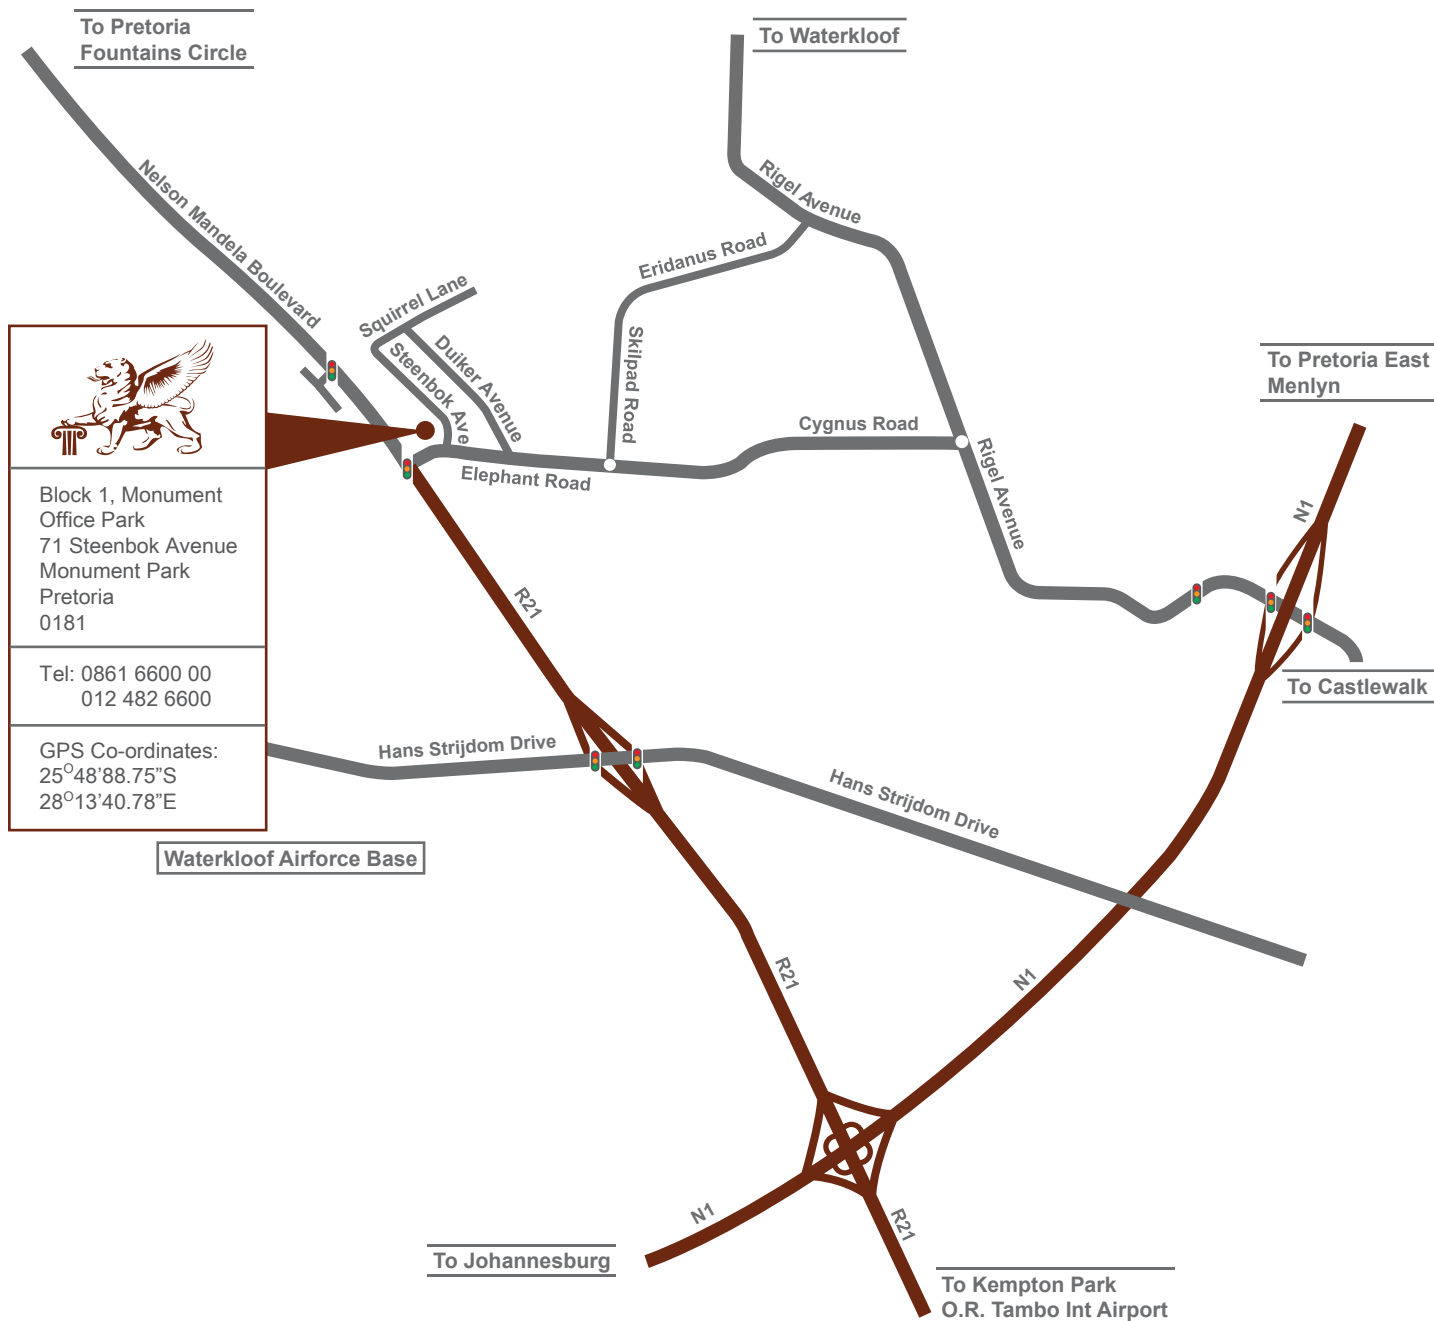 To Pretoria
Fountains Circle
To Waterkloof
Nelson Mandela Boulevard
Rigel Avenue
Eridanus Road
Squirrel Lane
Steenbok Ave
Duiker Avenue
Skilpad Road
To Pretoria East
Menlyn
Cygnus Road
Elephant Road
Rigel Avenue
N1
Block 1, Monument
Office Park
71 Steenbok Avenue
Monument Park
Pretoria
0181
R21
Tel: 0861 6600 00
012 482 6600
To Castlewalk
GPS Co-ordinates:
25O48'88.75”S
28O13'40.78”E
Hans Strijdom Drive
Hans Strijdom Drive
Waterkloof Airforce Base
R21
N1
N1
R21
To Johannesburg
To Kempton Park
O.R. Tambo Int Airport